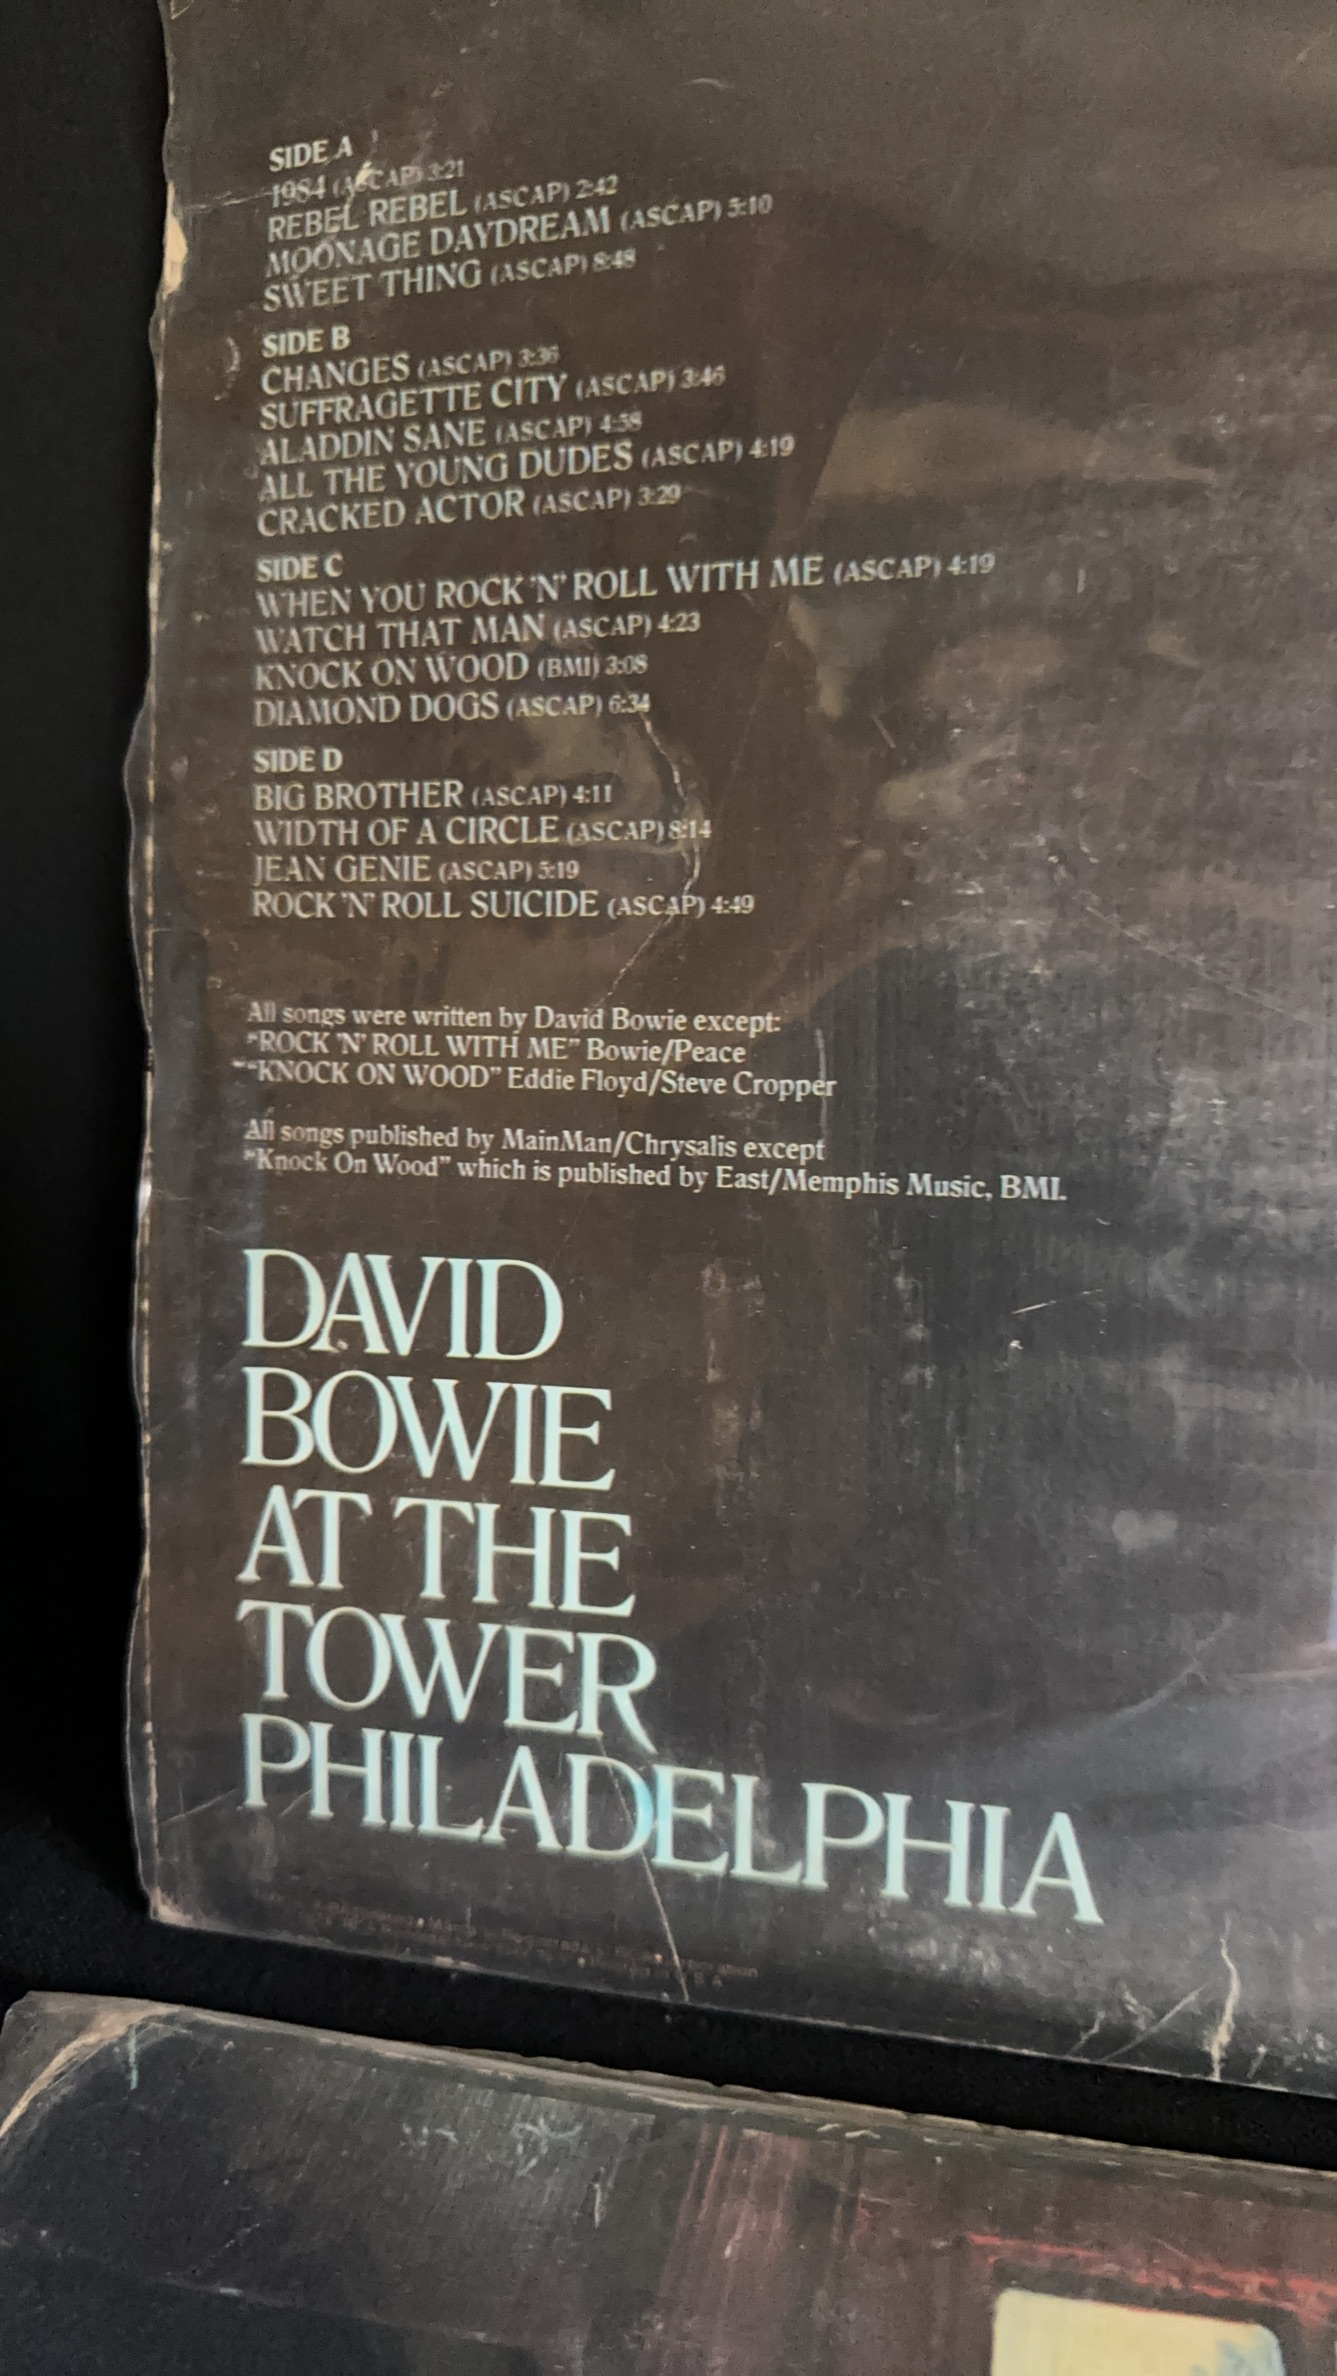 SIDE A
1984 (ASCAP) 3:21
REBEL REBEL (ASCAP) 2:42
MOONAGE DAYDREAM (ASCAP) 5:10
SWEET THING (ASCAP) 8:48
SIDE B
CHANGES (ASCAP) 3:36
SUFFRAGETTE CITY (ASCAP) 3:46
ALADDIN SANE (ASCAP) 4:58
ALL THE YOUNG DUDES (ASCAP) 4:19
CRACKED ACTOR (ASCAP) 3:29
SIDE C
WHEN YOU ROCK 'N' ROLL WITH ME (ASCAP) 4:19
WATCH THAT MAN (ASCAP) 4:23
KNOCK ON WOOD (BMI) 3:08
DIAMOND DOGS (ASCAP) 6:34
SIDE D
BIG BROTHER (ASCAP) 4:11
WIDTH OF A CIRCLE (ASCAP) 8:14
JEAN GENIE (ASCAP) 5:19
ROCK 'N' ROLL SUICIDE (ASCAP) 4:49
All songs were written by David Bowie except:
"ROCK 'N' ROLL WITH ME" Bowie/Peace
"KNOCK ON WOOD" Eddie Floyd/Steve Cropper
All songs published by MainMan/Chrysalis except
"Knock On Wood" which is published by East/Memphis Music, BMI.
DAVID
BOWIE
AT THE
TOWER
PHILADELPHIA